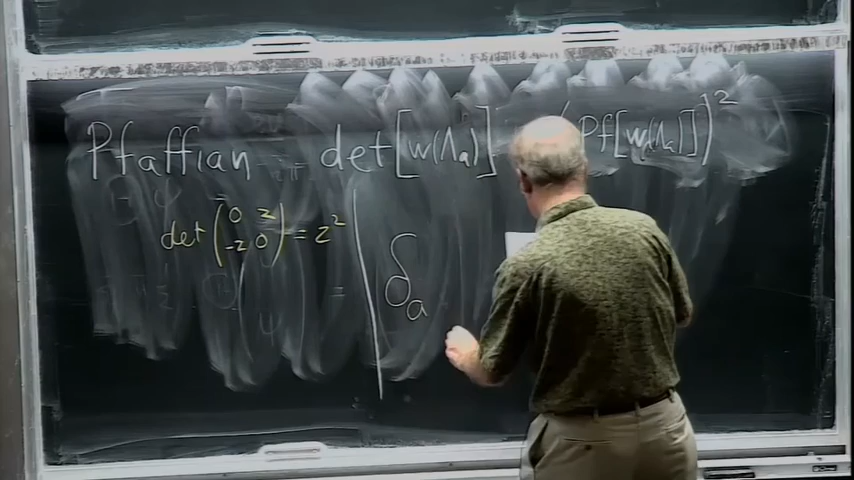 Pfaffian det[w(Λₐ)] (Pf[w(Λₐ)])²
det(0 z
-z 0) = z²
δₐ